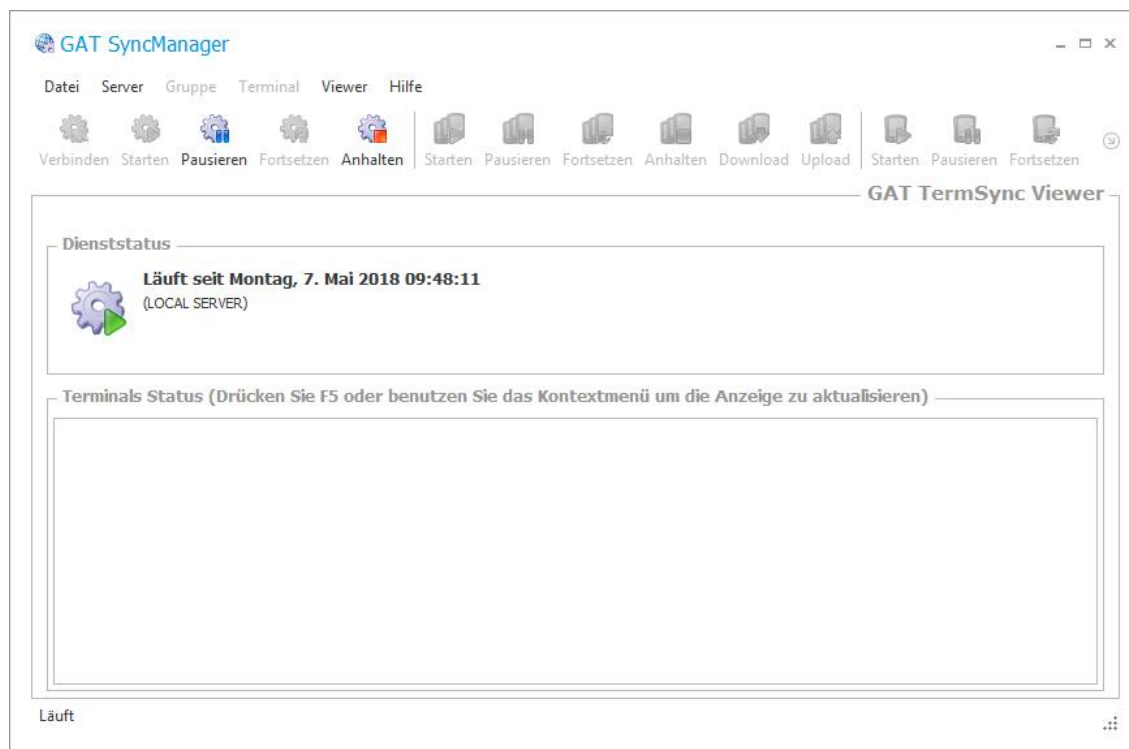 GAT SyncManager
Datei Server Gruppe Terminal Viewer Hilfe
Verbinden Starten Pausieren Fortsetzen Anhalten Starten Pausieren Fortsetzen Anhalten Download Upload Starten Pausieren Fortsetzen
GAT TermSync Viewer
Dienststatus
Läuft seit Montag, 7. Mai 2018 09:48:11
(LOCAL SERVER)
Terminals Status (Drücken Sie F5 oder benutzen Sie das Kontextmenü um die Anzeige zu aktualisieren)
Läuft